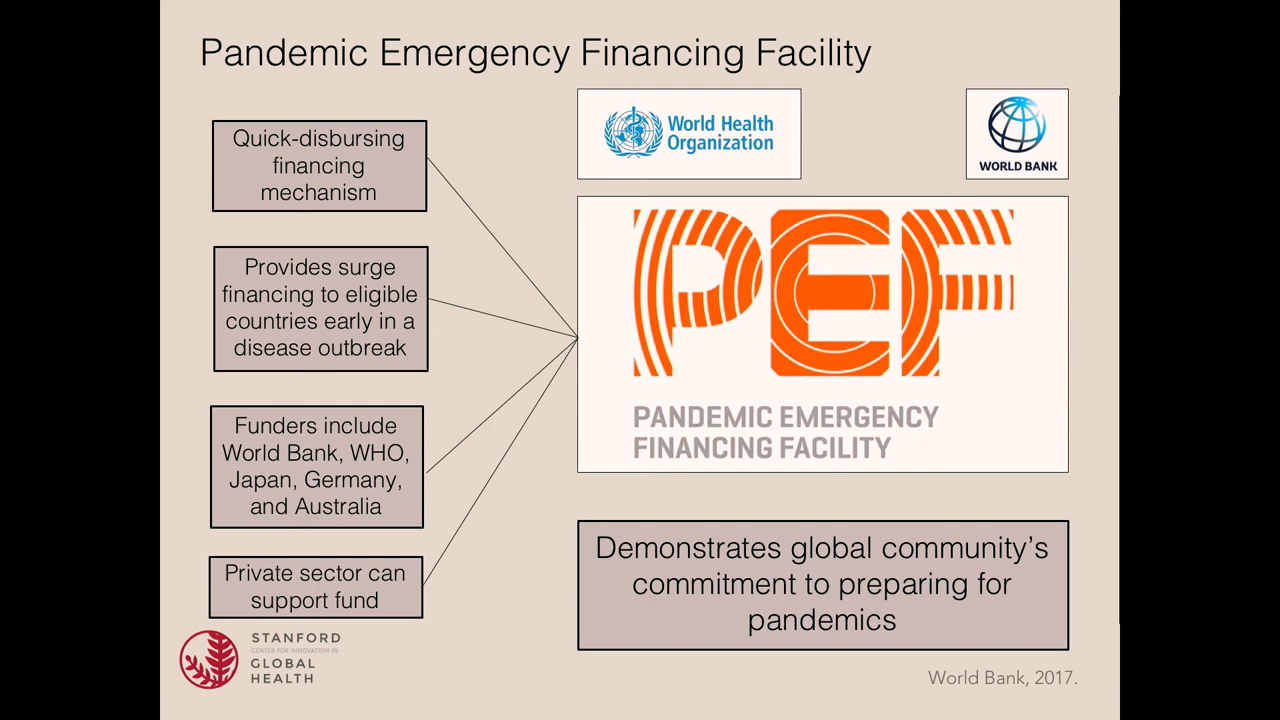 Pandemic Emergency Financing Facility
Quick-disbursing
financing
mechanism
Provides surge
financing to eligible
countries early in a
disease outbreak
Funders include
World Bank, WHO,
Japan, Germany,
and Australia
Private sector can
support fund
World Health
Organization
WORLD BANK
PEF
PANDEMIC EMERGENCY
FINANCING FACILITY
Demonstrates global community’s
commitment to preparing for
pandemics
STANFORD
CENTER FOR INNOVATION IN
GLOBAL
HEALTH
World Bank, 2017.